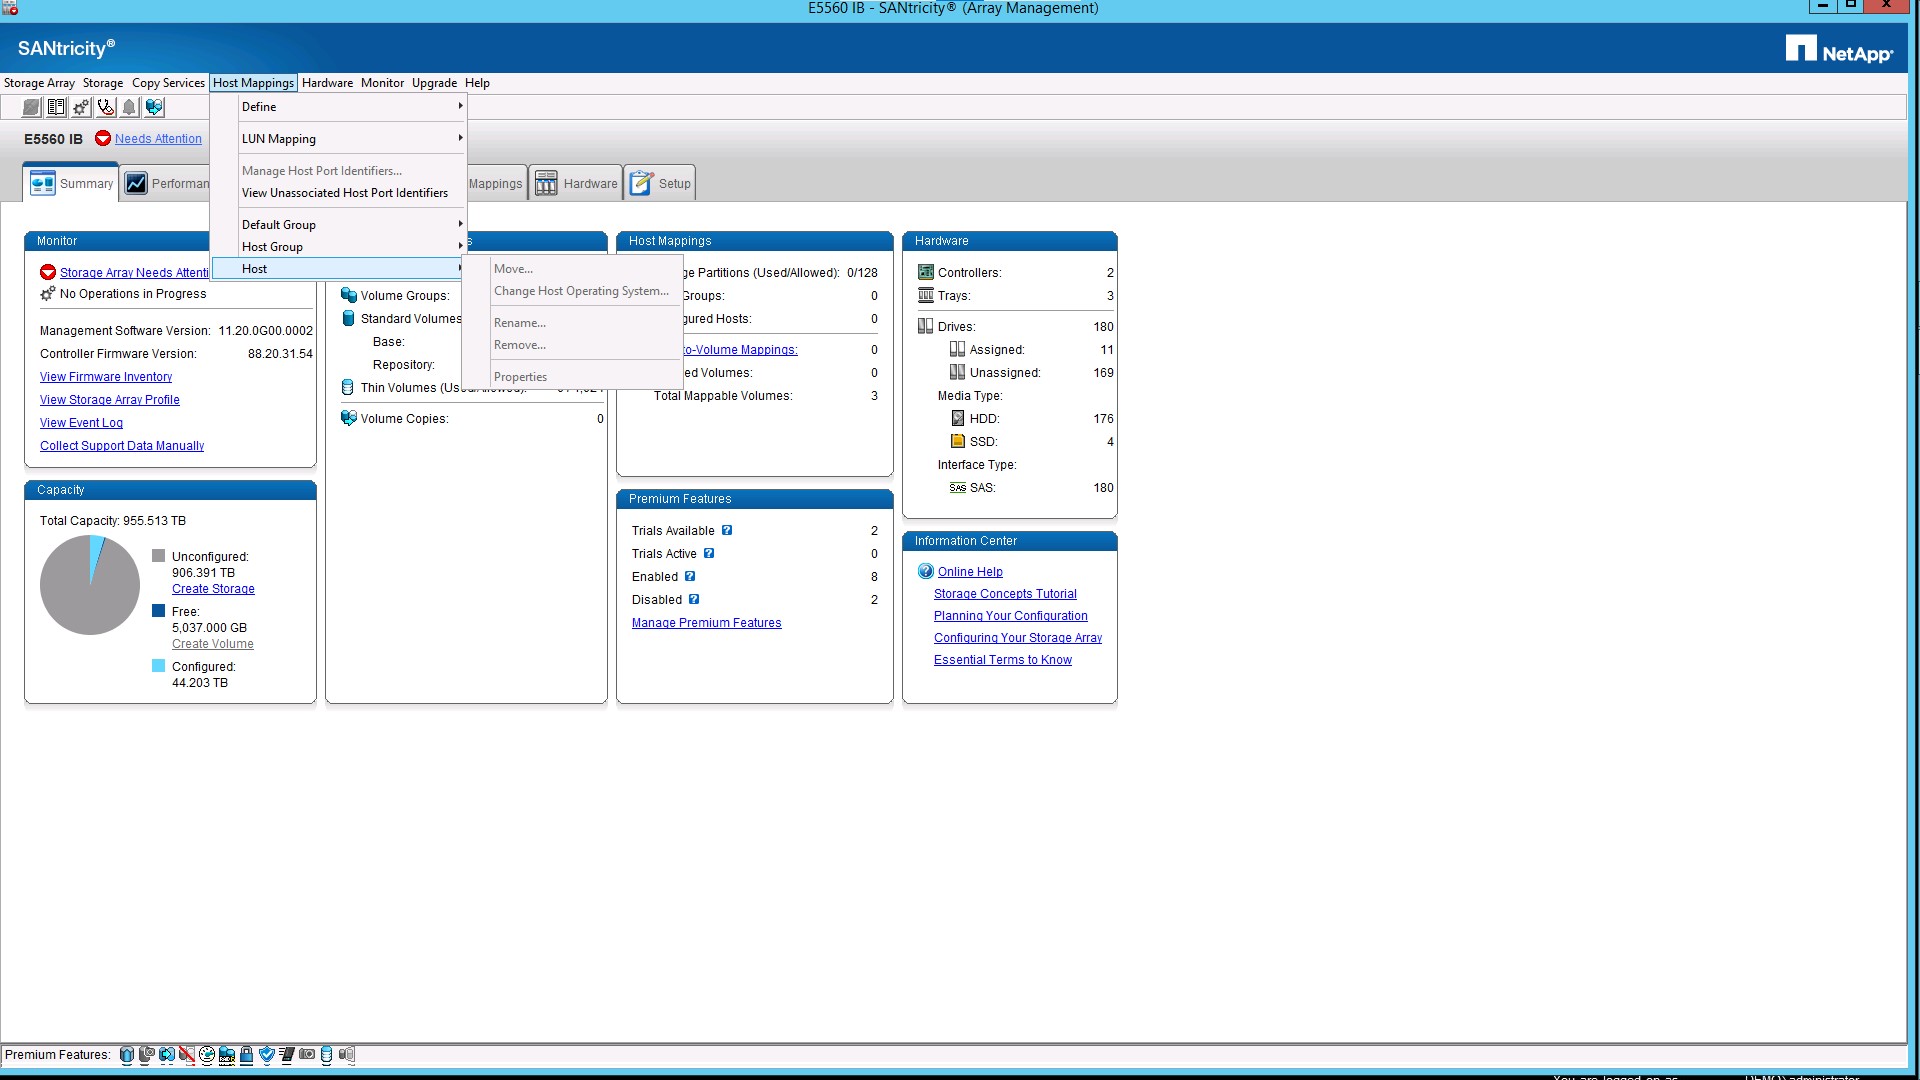 E5560 IB - SANtricity® (Array Management)
SANtricity®
NetApp®
Storage Array Storage Copy Services Host Mappings Hardware Monitor Upgrade Help
E5560 IB Needs Attention
Define
LUN Mapping
Manage Host Port Identifiers...
View Unassociated Host Port Identifiers
Default Group
Host Group
Host
Move...
Change Host Operating System...
Rename...
Remove...
Properties
Summary Performan Mappings Hardware Setup
Monitor
Storage Array Needs Attenti
No Operations in Progress
Management Software Version: 11.20.0G00.0002
Controller Firmware Version: 88.20.31.54
View Firmware Inventory
View Storage Array Profile
View Event Log
Collect Support Data Manually
Capacity
Total Capacity: 955.513 TB
Unconfigured:
906.391 TB
Create Storage
Free:
5,037.000 GB
Create Volume
Configured:
44.203 TB
Volume Groups:
Standard Volumes
Base:
Repository:
Thin Volumes
Volume Copies: 0
Host Mappings
ge Partitions (Used/Allowed): 0/128
Groups: 0
gured Hosts: 0
to-Volume Mappings: 0
ed Volumes: 0
Total Mappable Volumes: 3
Premium Features
Trials Available ? 2
Trials Active ? 0
Enabled ? 8
Disabled ? 2
Manage Premium Features
Hardware
Controllers: 2
Trays: 3
Drives: 180
Assigned: 11
Unassigned: 169
Media Type:
HDD: 176
SSD: 4
Interface Type:
SAS SAS: 180
Information Center
? Online Help
Storage Concepts Tutorial
Planning Your Configuration
Configuring Your Storage Array
Essential Terms to Know
Premium Features:
You are logged on as DEMO\administrator